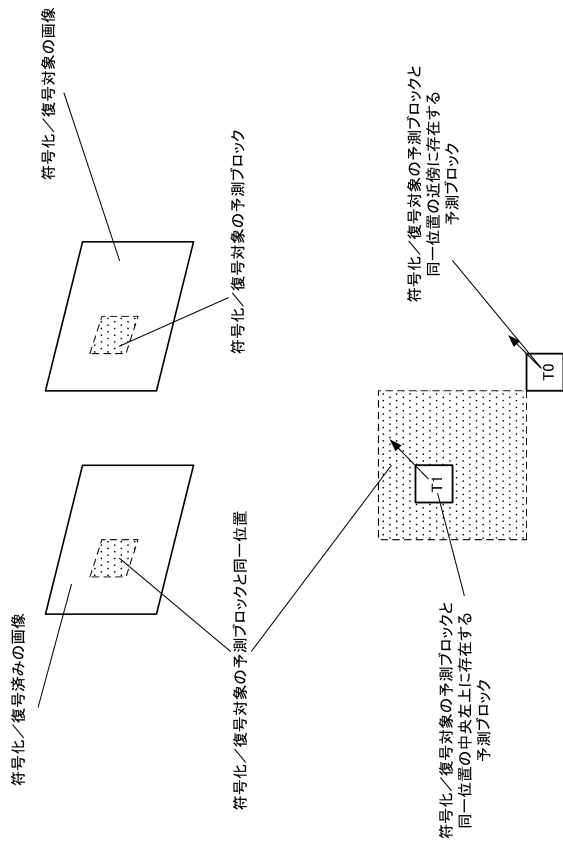 符号化／復号済みの画像
符号化／復号対象の画像
符号化／復号対象の予測ブロックと同一位置
符号化／復号対象の予測ブロック
符号化／復号対象の予測ブロックと
同一位置の中央左上に存在する
予測ブロック
T1
T0
符号化／復号対象の予測ブロックと
同一位置の近傍に存在する
予測ブロック